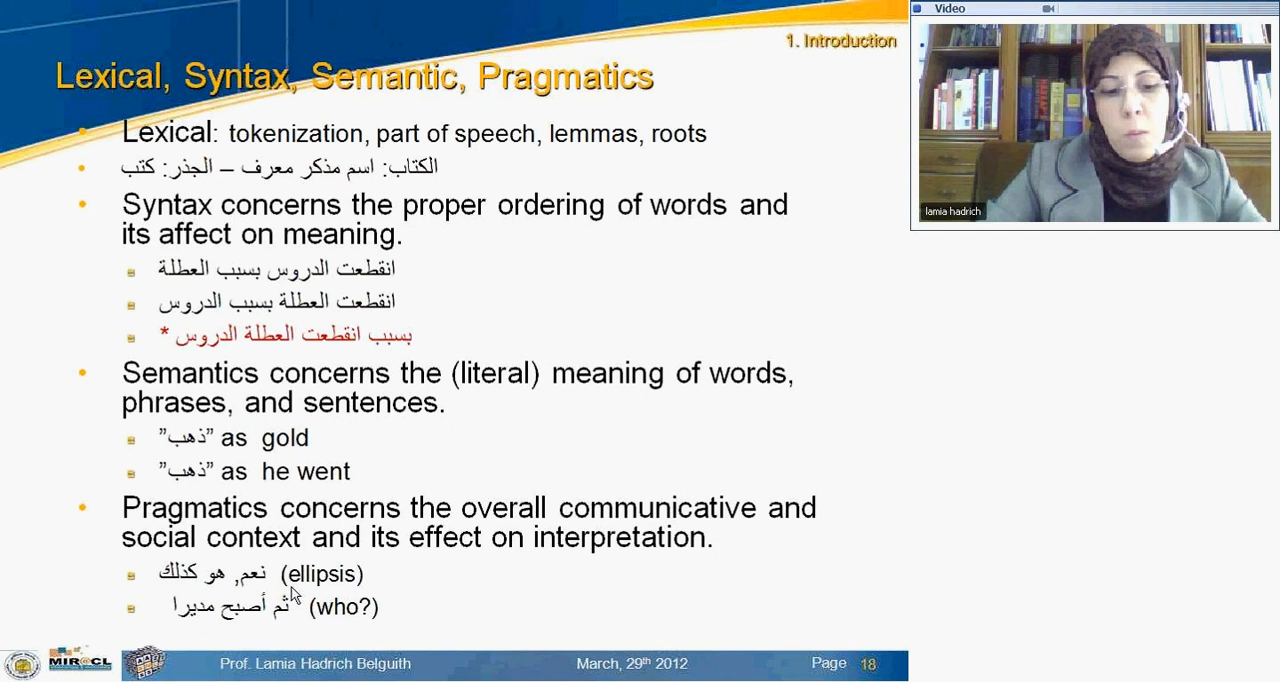 Video
1. Introduction
Lexical, Syntax, Semantic, Pragmatics
lamia hadrich
• Lexical: tokenization, part of speech, lemmas, roots
• الكتاب: اسم مذكر معرف – الجذر: كتب
• Syntax concerns the proper ordering of words and
its affect on meaning.
انقطعت الدروس بسبب العطلة
انقطعت العطلة بسبب الدروس
بسبب انقطعت العطلة الدروس *
• Semantics concerns the (literal) meaning of words,
phrases, and sentences.
”ذهب” as gold
”ذهب” as he went
• Pragmatics concerns the overall communicative and
social context and its effect on interpretation.
نعم, هو كذلك (ellipsis)
ثم أصبح مديرا (who?)
MIR@CL
Prof. Lamia Hadrich Belguith March, 29th 2012 Page 18